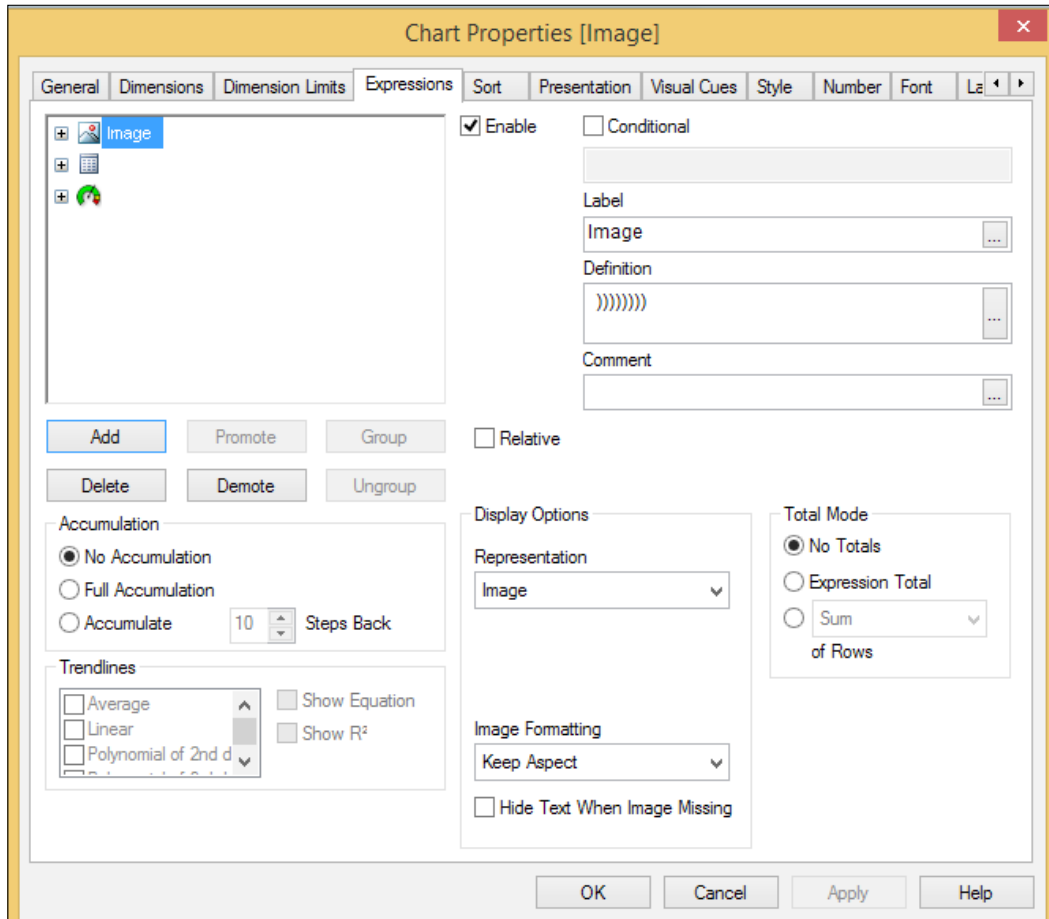 Chart Properties [Image]
General
Dimensions
Dimension Limits
Expressions
Sort
Presentation
Visual Cues
Style
Number
Font
La
Image
Enable
Conditional
Label
Image
...
Definition
))))))))
...
Comment
...
Add
Promote
Group
Delete
Demote
Ungroup
Relative
Accumulation
No Accumulation
Full Accumulation
Accumulate
10
Steps Back
Trendlines
Average
Linear
Polynomial of 2nd d
Show Equation
Show R²
Display Options
Representation
Image
Image Formatting
Keep Aspect
Hide Text When Image Missing
Total Mode
No Totals
Expression Total
Sum
of Rows
OK
Cancel
Apply
Help